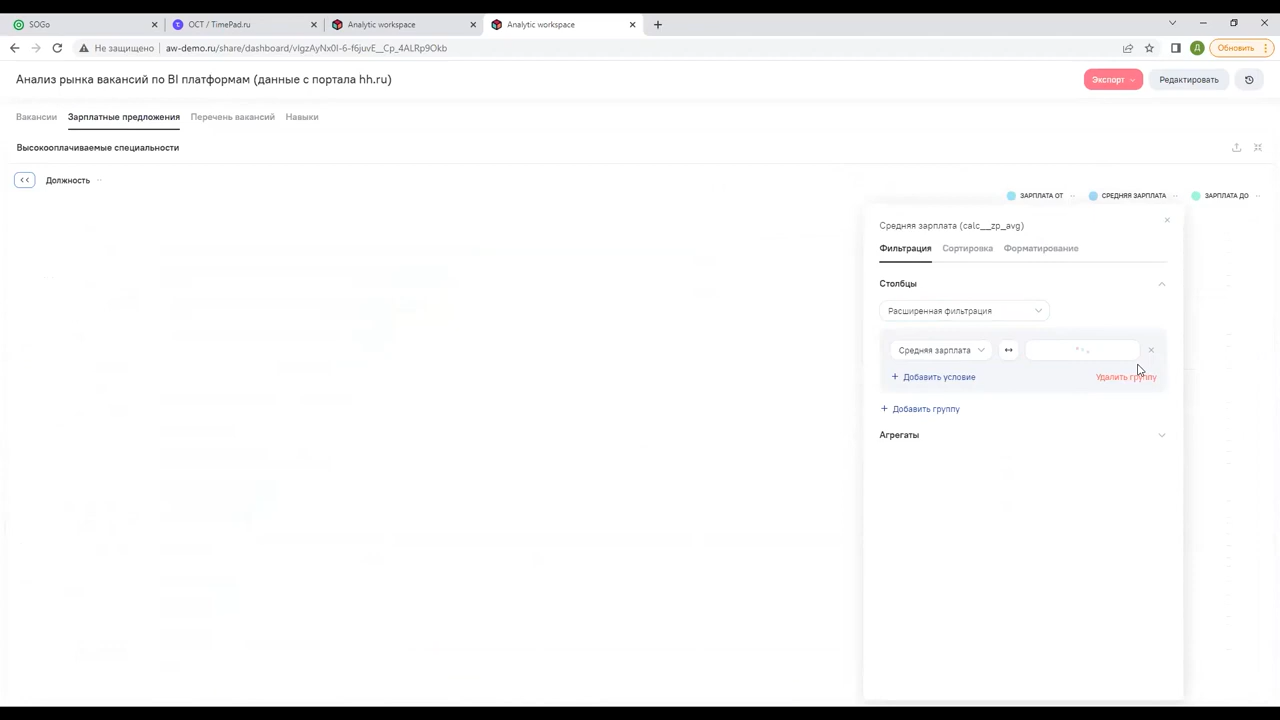 SOGo
ОСТ / TimePad.ru
Analytic workspace
Analytic workspace
Не защищено
aw-demo.ru/share/dashboard/vIgzAyNx0I-6-f6juvE__Cp_4ALRp9Okb
Д
Обновить
Анализ рынка вакансий по BI платформам (данные с портала hh.ru)
Экспорт
Редактировать
Вакансии
Зарплатные предложения
Перечень вакансий
Навыки
Высокооплачиваемые специальности
<<
Должность
ЗАРПЛАТА ОТ
СРЕДНЯЯ ЗАРПЛАТА
ЗАРПЛАТА ДО
Средняя зарплата (calc__zp_avg)
Фильтрация
Сортировка
Форматирование
Столбцы
Расширенная фильтрация
Средняя зарплата
+ Добавить условие
Удалить группу
+ Добавить группу
Агрегаты